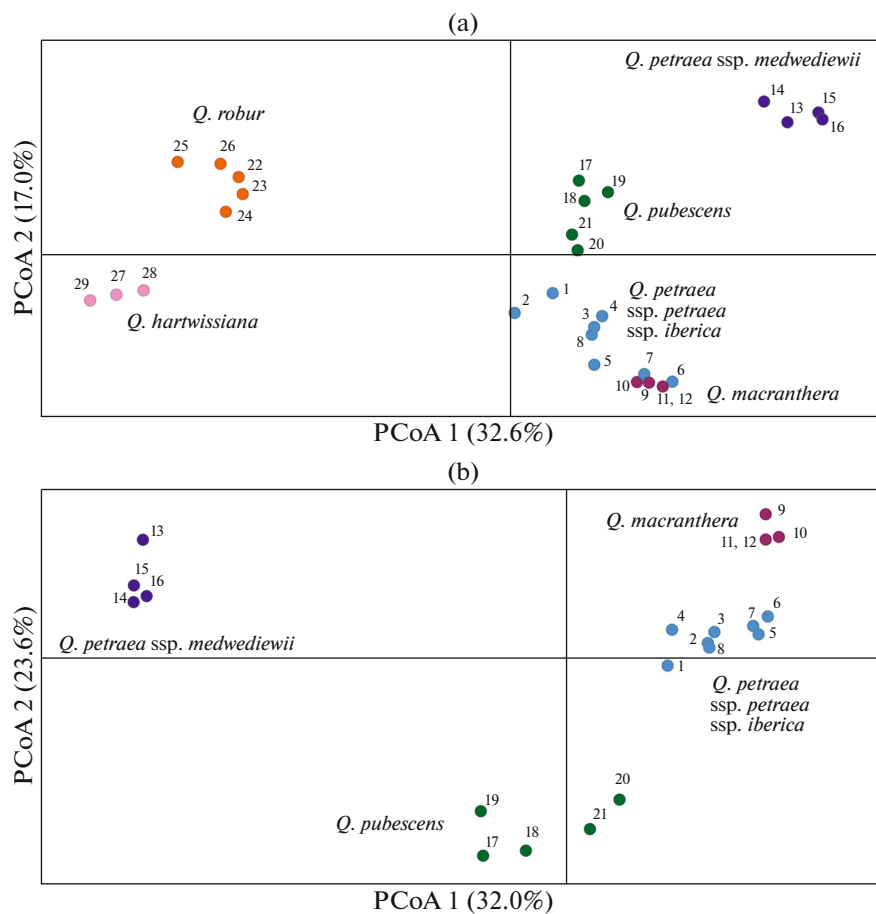 (a)
Q. petraea ssp. medwediewii
14
15
13
16
Q. robur
25
26
22
23
24
17
19
18
Q. pubescens
21
20
29
27
28
Q. hartwissiana
2
1
Q. petraea
ssp. petraea
ssp. iberica
4
3
8
5
7
6
10
9
11, 12
Q. macranthera
PCoA 2 (17.0%)
PCoA 1 (32.6%)
(b)
13
15
16
14
Q. petraea ssp. medwediewii
Q. macranthera
9
11, 12
10
4
3
2
8
7
6
5
1
Q. petraea
ssp. petraea
ssp. iberica
20
21
19
Q. pubescens
17
18
PCoA 2 (23.6%)
PCoA 1 (32.0%)